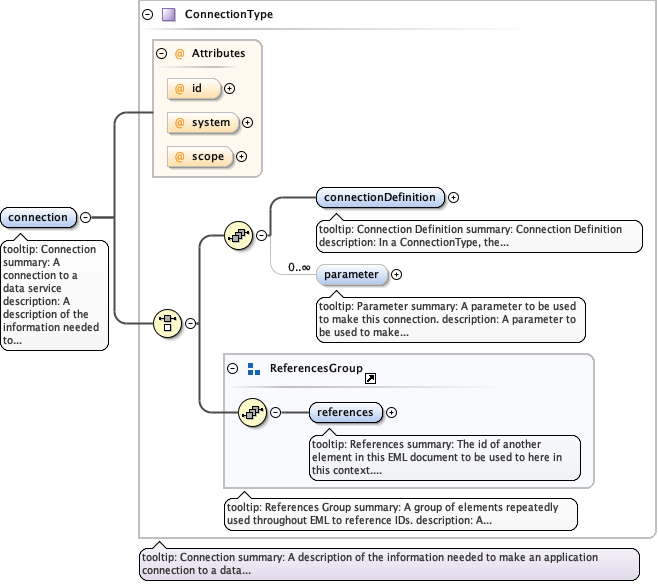 ConnectionType
@ Attributes
@ id
@ system
@ scope
connection
tooltip: Connection
summary: A
connection to a
data service
description: A
description of the
information needed
to...
connectionDefinition
tooltip: Connection Definition summary: Connection Definition
description: In a ConnectionType, the...
0..∞
parameter
tooltip: Parameter summary: A parameter to be used
to make this connection. description: A parameter to
be used to make...
ReferencesGroup
references
tooltip: References summary: The id of another
element in this EML document to be used to here in
this context....
tooltip: References Group summary: A group of elements repeatedly
used throughout EML to reference IDs. description: A...
tooltip: Connection summary: A description of the information needed to make an application
connection to a data...